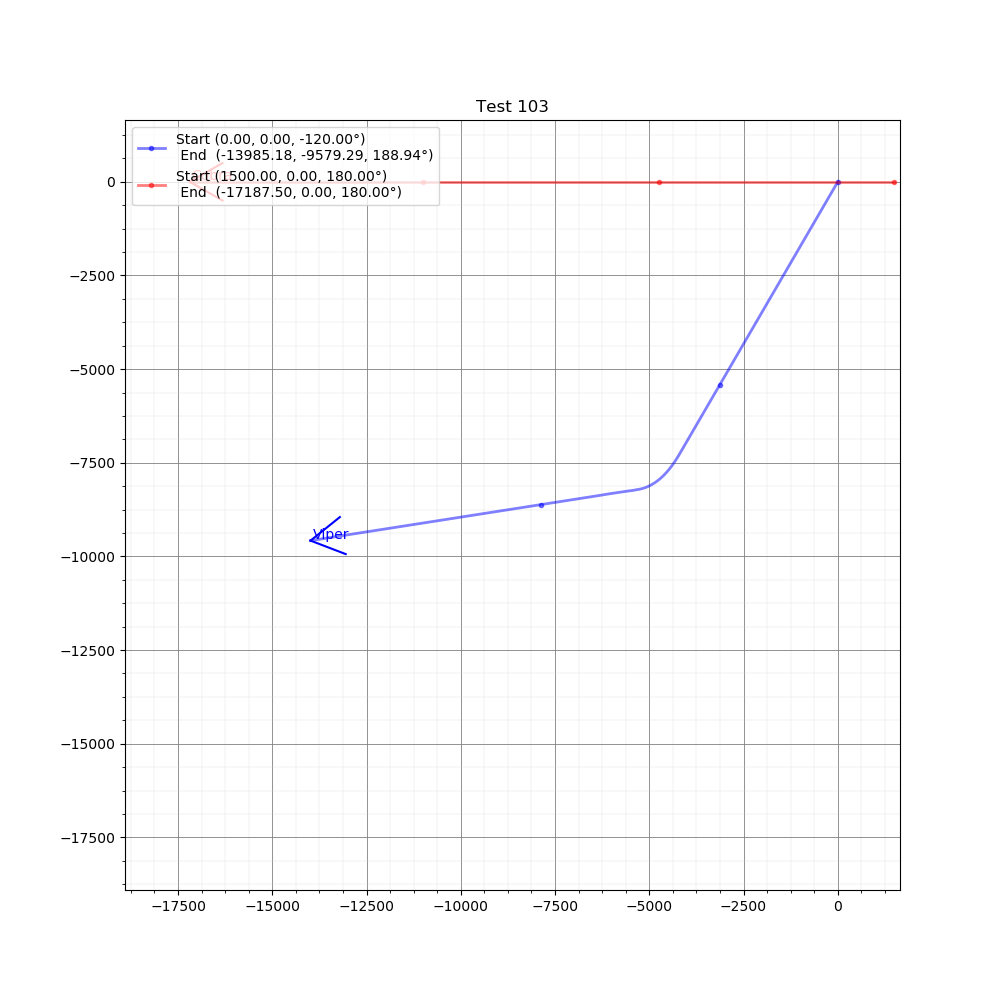 Test 103
Start (0.00, 0.00, -120.00°)
End (-13985.18, -9579.29, 188.94°)
Start (1500.00, 0.00, 180.00°)
End (-17187.50, 0.00, 180.00°)
0
−2500
−5000
−7500
−10000
−12500
−15000
−17500
Viper
−17500 −15000 −12500 −10000 −7500 −5000 −2500 0